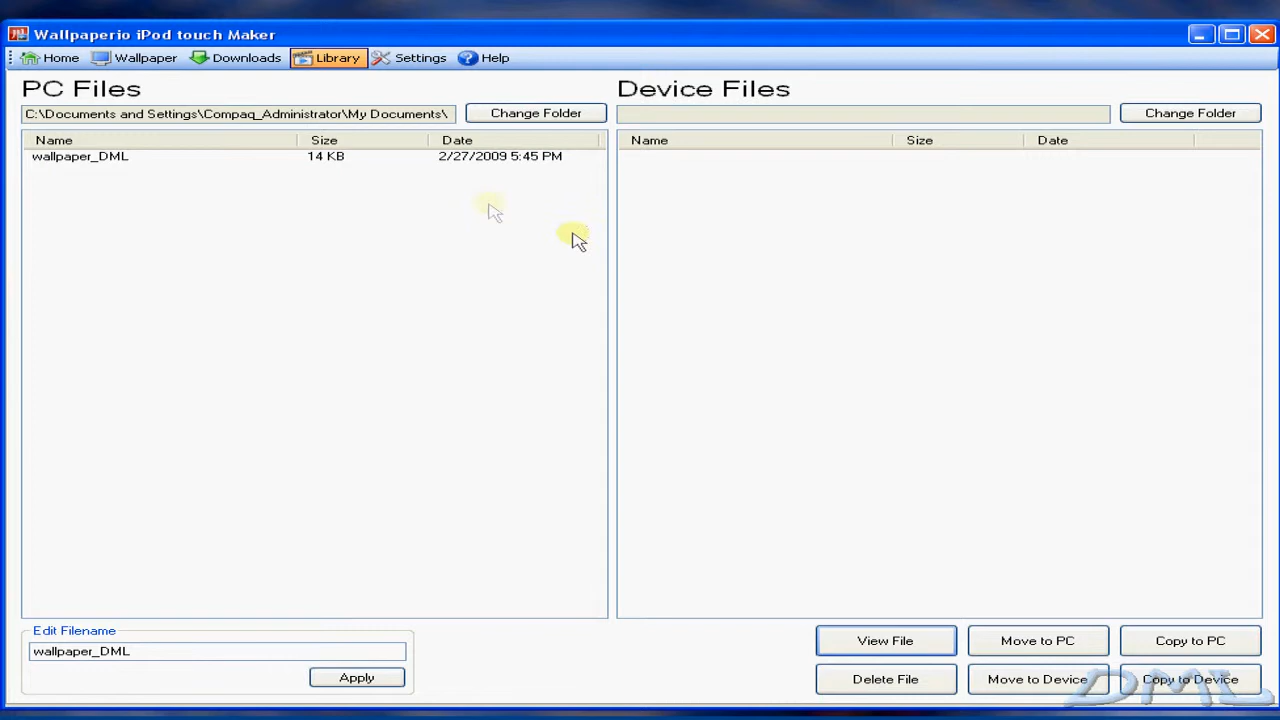 Wallpaperio iPod touch Maker
Home Wallpaper Downloads Library Settings Help
PC Files
C:\Documents and Settings\Compaq_Administrator\My Documents\ Change Folder
Name Size Date
wallpaper_DML 14 KB 2/27/2009 5:45 PM
Device Files
Change Folder
Name Size Date
Edit Filename
wallpaper_DML
Apply
View File Move to PC Copy to PC
Delete File Move to Device Copy to Device
DML